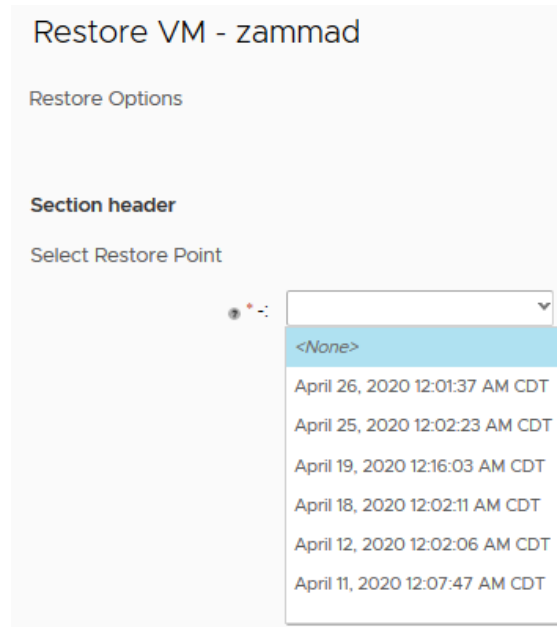 Restore VM - zammad
Restore Options
Section header
Select Restore Point
* -:
<None>
April 26, 2020 12:01:37 AM CDT
April 25, 2020 12:02:23 AM CDT
April 19, 2020 12:16:03 AM CDT
April 18, 2020 12:02:11 AM CDT
April 12, 2020 12:02:06 AM CDT
April 11, 2020 12:07:47 AM CDT